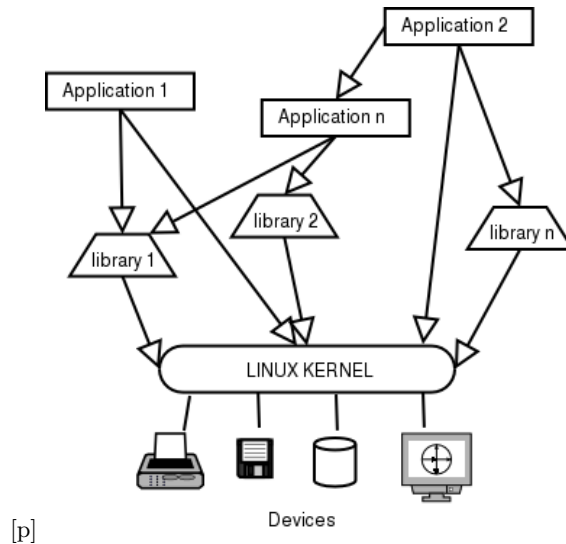 Application 2
Application 1
Application n
library 2
library n
library 1
LINUX KERNEL
Devices
[p]